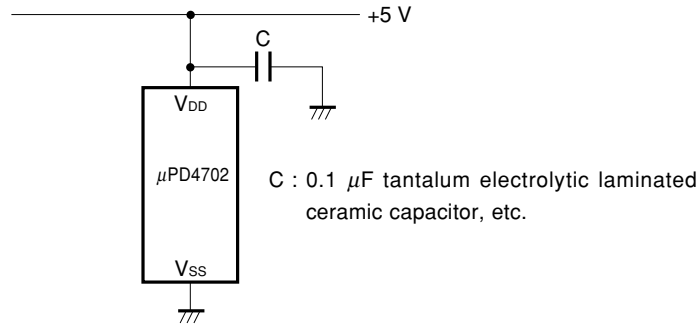 +5 V
C
VDD
μPD4702
C : 0.1 μF tantalum electrolytic laminated
ceramic capacitor, etc.
VSS